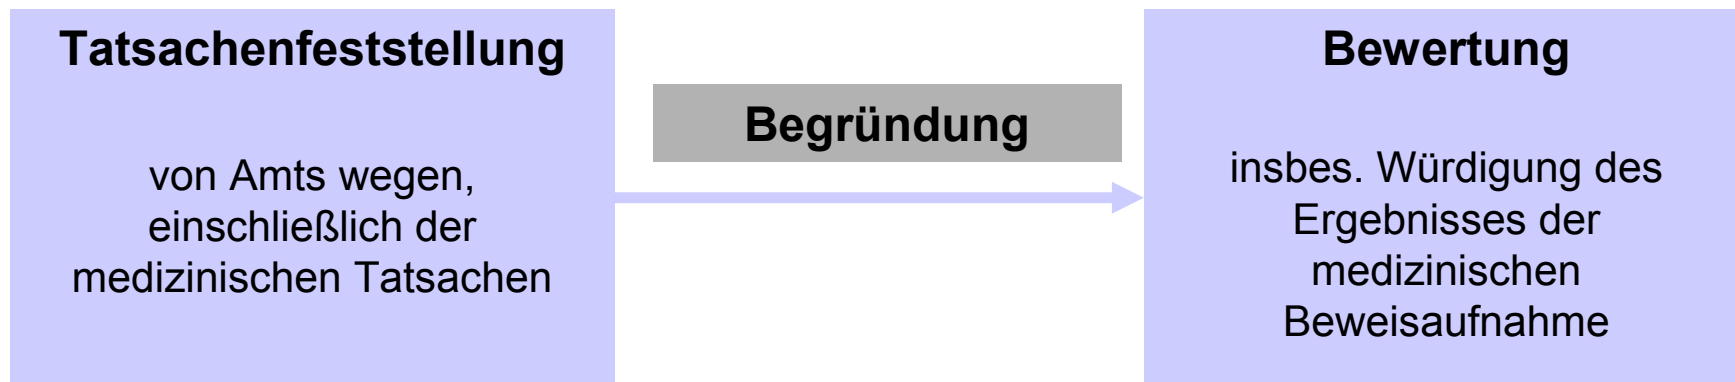 Tatsachenfeststellung
von Amts wegen,
einschließlich der
medizinischen Tatsachen
Begründung
Bewertung
insbes. Würdigung des
Ergebnisses der
medizinischen
Beweisaufnahme